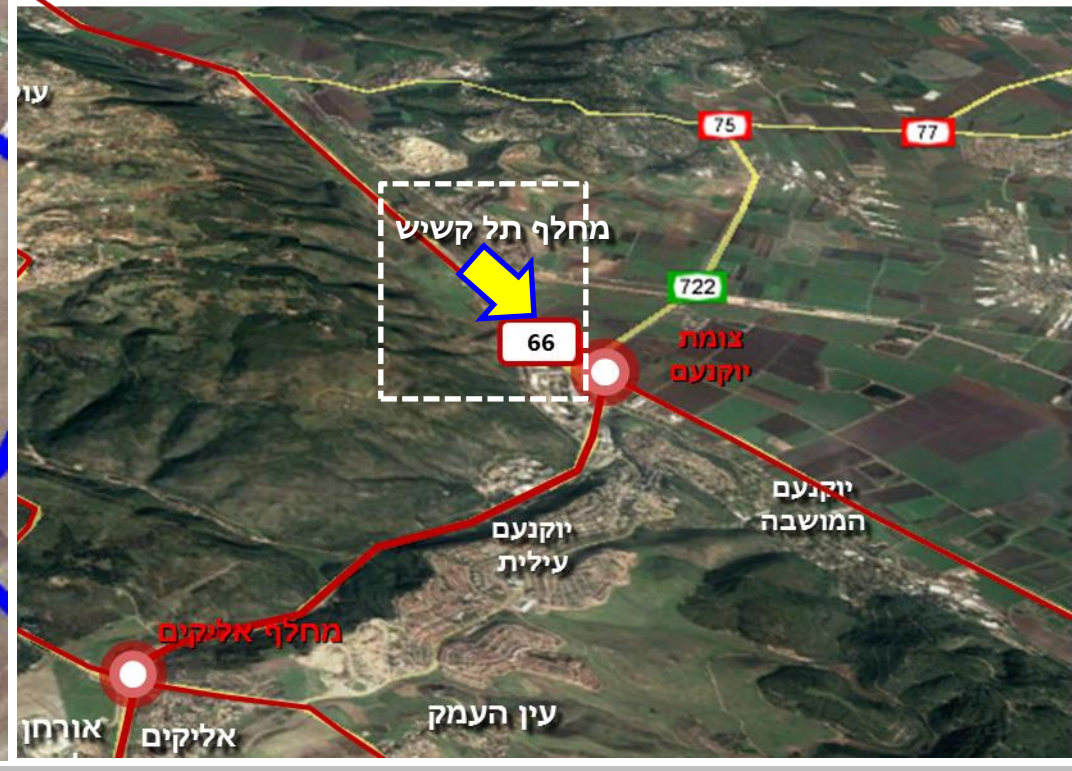 עו
75
77
מחלף תל קשיש
722
66
צומת
יוקנעם
יוקנעם
המושבה
יוקנעם
עילית
מחלף אליקים
עין העמק
אורחן
אליקים